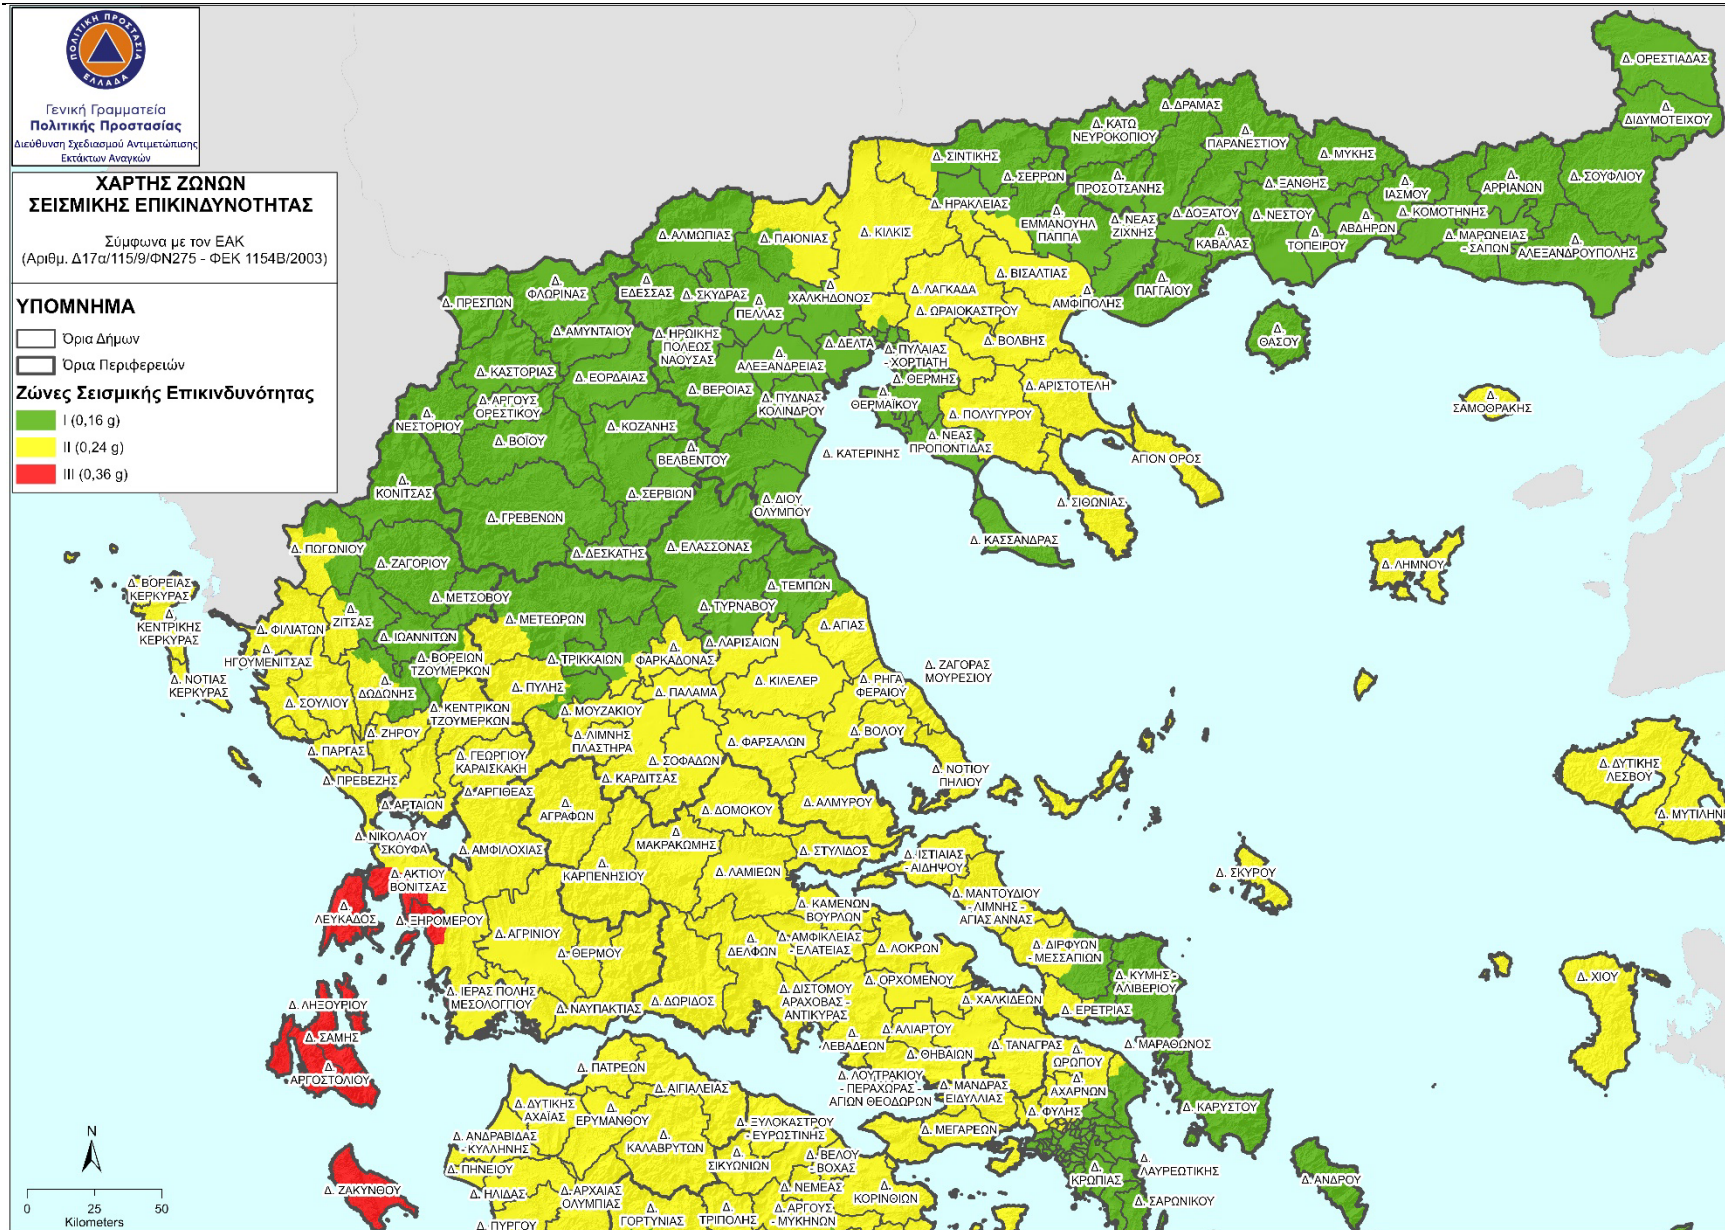 ΠΟΛΙΤΙΚΗ ΠΡΟΣΤΑΣΙΑ
ΕΛΛΑΔΑ
Γενική Γραμματεία
Πολιτικής Προστασίας
Διεύθυνση Σχεδιασμού Αντιμετώπισης
Εκτάκτων Αναγκών
ΧΑΡΤΗΣ ΖΩΝΩΝ
ΣΕΙΣΜΙΚΗΣ ΕΠΙΚΙΝΔΥΝΟΤΗΤΑΣ
Σύμφωνα με τον ΕΑΚ
(Αριθμ. Δ17α/115/9/ΦΝ275 - ΦΕΚ 1154Β/2003)
ΥΠΟΜΝΗΜΑ
Όρια Δήμων
Όρια Περιφερειών
Ζώνες Σεισμικής Επικινδυνότητας
I (0,16 g)
II (0,24 g)
III (0,36 g)
Δ. ΟΡΕΣΤΙΑΔΑΣ
Δ.
ΔΙΔΥΜΟΤΕΙΧΟΥ
Δ. ΔΡΑΜΑΣ
Δ. ΚΑΤΩ
ΝΕΥΡΟΚΟΠΙΟΥ
Δ.
ΠΑΡΑΝΕΣΤΙΟΥ
Δ. ΜΥΚΗΣ
Δ. ΣΙΝΤΙΚΗΣ
Δ. ΣΕΡΡΩΝ
Δ.
ΠΡΟΣΟΤΣΑΝΗΣ
Δ. ΞΑΝΘΗΣ
Δ.
ΙΑΣΜΟΥ
Δ.
ΑΡΡΙΑΝΩΝ
Δ. ΣΟΥΦΛΙΟΥ
Δ. ΗΡΑΚΛΕΙΑΣ
Δ.
ΕΜΜΑΝΟΥΗΛ
ΠΑΠΠΑ
Δ. ΝΕΑΣ
ΖΙΧΝΗΣ
Δ. ΔΟΞΑΤΟΥ
Δ. ΝΕΣΤΟΥ
Δ.
ΑΒΔΗΡΩΝ
Δ. ΚΟΜΟΤΗΝΗΣ
Δ. ΜΑΡΩΝΕΙΑΣ
- ΣΑΠΩΝ
Δ.
ΑΛΕΞΑΝΔΡΟΥΠΟΛΗΣ
Δ.
ΚΑΒΑΛΑΣ
Δ.
ΤΟΠΕΙΡΟΥ
Δ. ΑΛΜΩΠΙΑΣ
Δ. ΠΑΙΟΝΙΑΣ
Δ. ΚΙΛΚΙΣ
Δ. ΒΙΣΑΛΤΙΑΣ
Δ.
ΠΑΓΓΑΙΟΥ
Δ.
ΑΜΦΙΠΟΛΗΣ
Δ. ΠΡΕΣΠΩΝ
Δ.
ΦΛΩΡΙΝΑΣ
Δ.
ΕΔΕΣΣΑΣ
Δ. ΣΚΥΔΡΑΣ
Δ.
ΠΕΛΛΑΣ
Δ.
ΧΑΛΚΗΔΟΝΟΣ
Δ. ΛΑΓΚΑΔΑ
Δ. ΩΡΑΙΟΚΑΣΤΡΟΥ
Δ. ΒΟΛΒΗΣ
Δ.
ΘΑΣΟΥ
Δ. ΑΜΥΝΤΑΙΟΥ
Δ. ΗΡΩΙΚΗΣ
ΠΟΛΕΩΣ
ΝΑΟΥΣΑΣ
Δ. ΔΕΛΤΑ
Δ. ΠΥΛΑΙΑΣ
- ΧΟΡΤΙΑΤΗ
Δ.
ΑΛΕΞΑΝΔΡΕΙΑΣ
Δ. ΘΕΡΜΗΣ
Δ. ΑΡΙΣΤΟΤΕΛΗ
Δ.
ΣΑΜΟΘΡΑΚΗΣ
Δ. ΚΑΣΤΟΡΙΑΣ
Δ. ΕΟΡΔΑΙΑΣ
Δ. ΒΕΡΟΙΑΣ
Δ. ΠΥΔΝΑΣ
ΚΟΛΙΝΔΡΟΥ
Δ.
ΘΕΡΜΑΪΚΟΥ
Δ. ΠΟΛΥΓΥΡΟΥ
Δ. ΑΡΓΟΥΣ
ΟΡΕΣΤΙΚΟΥ
Δ.
ΝΕΣΤΟΡΙΟΥ
Δ. ΒΟΪΟΥ
Δ. ΚΟΖΑΝΗΣ
Δ.
ΒΕΛΒΕΝΤΟΥ
Δ. ΚΑΤΕΡΙΝΗΣ
Δ. ΝΕΑΣ
ΠΡΟΠΟΝΤΙΔΑΣ
ΑΓΙΟΝ ΟΡΟΣ
Δ.
ΚΟΝΙΤΣΑΣ
Δ. ΣΕΡΒΙΩΝ
Δ. ΔΙΟΥ
ΟΛΥΜΠΟΥ
Δ. ΣΙΘΩΝΙΑΣ
Δ. ΓΡΕΒΕΝΩΝ
Δ. ΚΑΣΣΑΝΔΡΑΣ
Δ. ΠΩΓΩΝΙΟΥ
Δ. ΖΑΓΟΡΙΟΥ
Δ. ΔΕΣΚΑΤΗΣ
Δ. ΕΛΑΣΣΟΝΑΣ
Δ. ΛΗΜΝΟΥ
Δ. ΒΟΡΕΙΑΣ
ΚΕΡΚΥΡΑΣ
Δ. ΜΕΤΣΟΒΟΥ
Δ. ΤΕΜΠΩΝ
Δ. ΤΥΡΝΑΒΟΥ
Δ.
ΚΕΝΤΡΙΚΗΣ
ΚΕΡΚΥΡΑΣ
Δ. ΦΙΛΙΑΤΩΝ
Δ.
ΖΙΤΣΑΣ
Δ. ΙΩΑΝΝΙΤΩΝ
Δ. ΜΕΤΕΩΡΩΝ
Δ. ΛΑΡΙΣΑΙΩΝ
Δ. ΑΓΙΑΣ
Δ.
ΗΓΟΥΜΕΝΙΤΣΑΣ
Δ. ΒΟΡΕΙΩΝ
ΤΖΟΥΜΕΡΚΩΝ
Δ. ΤΡΙΚΚΑΙΩΝ
Δ.
ΦΑΡΚΑΔΟΝΑΣ
Δ. ΖΑΓΟΡΑΣ
ΜΟΥΡΕΣΙΟΥ
Δ. ΝΟΤΙΑΣ
ΚΕΡΚΥΡΑΣ
Δ.
ΔΩΔΩΝΗΣ
Δ. ΠΥΛΗΣ
Δ. ΠΑΛΑΜΑ
Δ. ΚΙΛΕΛΕΡ
Δ. ΡΗΓΑ
ΦΕΡΑΙΟΥ
Δ. ΣΟΥΛΙΟΥ
Δ. ΚΕΝΤΡΙΚΩΝ
ΤΖΟΥΜΕΡΚΩΝ
Δ. ΜΟΥΖΑΚΙΟΥ
Δ. ΖΗΡΟΥ
Δ. ΛΙΜΝΗΣ
ΠΛΑΣΤΗΡΑ
Δ. ΦΑΡΣΑΛΩΝ
Δ. ΒΟΛΟΥ
Δ. ΠΑΡΓΑΣ
Δ. ΓΕΩΡΓΙΟΥ
ΚΑΡΑΙΣΚΑΚΗ
Δ. ΣΟΦΑΔΩΝ
Δ. ΝΟΤΙΟΥ
ΠΗΛΙΟΥ
Δ. ΔΥΤΙΚΗΣ
ΛΕΣΒΟΥ
Δ. ΠΡΕΒΕΖΗΣ
Δ. ΑΡΓΙΘΕΑΣ
Δ. ΚΑΡΔΙΤΣΑΣ
Δ. ΑΡΤΑΙΩΝ
Δ.
ΑΓΡΑΦΩΝ
Δ. ΔΟΜΟΚΟΥ
Δ. ΑΛΜΥΡΟΥ
Δ. ΜΥΤΙΛΗΝΗ
Δ. ΝΙΚΟΛΑΟΥ
ΣΚΟΥΦΑ
Δ. ΑΜΦΙΛΟΧΙΑΣ
Δ.
ΜΑΚΡΑΚΩΜΗΣ
Δ. ΣΤΥΛΙΔΟΣ
Δ. ΙΣΤΙΑΙΑΣ
- ΑΙΔΗΨΟΥ
Δ. ΑΚΤΙΟΥ
ΒΟΝΙΤΣΑΣ
Δ.
ΚΑΡΠΕΝΗΣΙΟΥ
Δ. ΛΑΜΙΕΩΝ
Δ. ΣΚΥΡΟΥ
Δ.
ΛΕΥΚΑΔΟΣ
Δ. ΞΗΡΟΜΕΡΟΥ
Δ. ΚΑΜΕΝΩΝ
ΒΟΥΡΛΩΝ
Δ. ΜΑΝΤΟΥΔΙΟΥ
- ΛΙΜΝΗΣ -
ΑΓΙΑΣ ΑΝΝΑΣ
Δ. ΑΓΡΙΝΙΟΥ
Δ. ΘΕΡΜΟΥ
Δ.
ΔΕΛΦΩΝ
Δ. ΑΜΦΙΚΛΕΙΑΣ
- ΕΛΑΤΕΙΑΣ
Δ. ΛΟΚΡΩΝ
Δ. ΔΙΡΦΥΩΝ
- ΜΕΣΣΑΠΙΩΝ
Δ. ΟΡΧΟΜΕΝΟΥ
Δ. ΚΥΜΗΣ -
ΑΛΙΒΕΡΙΟΥ
Δ. ΧΙΟΥ
Δ. ΛΗΞΟΥΡΙΟΥ
Δ. ΙΕΡΑΣ ΠΟΛΗΣ
ΜΕΣΟΛΟΓΓΙΟΥ
Δ. ΝΑΥΠΑΚΤΙΑΣ
Δ. ΔΩΡΙΔΟΣ
Δ. ΔΙΣΤΟΜΟΥ
ΑΡΑΧΟΒΑΣ -
ΑΝΤΙΚΥΡΑΣ
Δ. ΧΑΛΚΙΔΕΩΝ
Δ. ΕΡΕΤΡΙΑΣ
Δ. ΣΑΜΗΣ
Δ.
ΛΕΒΑΔΕΩΝ
Δ. ΑΛΙΑΡΤΟΥ
Δ. ΘΗΒΑΙΩΝ
Δ. ΤΑΝΑΓΡΑΣ
Δ.
ΩΡΩΠΟΥ
Δ. ΜΑΡΑΘΩΝΟΣ
Δ.
ΑΡΓΟΣΤΟΛΙΟΥ
Δ. ΠΑΤΡΕΩΝ
Δ. ΑΙΓΙΑΛΕΙΑΣ
Δ. ΛΟΥΤΡΑΚΙΟΥ
- ΠΕΡΑΧΩΡΑΣ -
ΑΓΙΩΝ ΘΕΟΔΩΡΩΝ
Δ. ΜΑΝΔΡΑΣ
ΕΙΔΥΛΛΙΑΣ
Δ.
ΑΧΑΡΝΩΝ
Δ. ΦΥΛΗΣ
Δ. ΚΑΡΥΣΤΟΥ
Δ. ΔΥΤΙΚΗΣ
ΑΧΑΪΑΣ
Δ.
ΕΡΥΜΑΝΘΟΥ
Δ. ΞΥΛΟΚΑΣΤΡΟΥ
- ΕΥΡΩΣΤΙΝΗΣ
Δ. ΜΕΓΑΡΕΩΝ
Δ. ΑΝΔΡΑΒΙΔΑΣ
- ΚΥΛΛΗΝΗΣ
Δ.
ΚΑΛΑΒΡΥΤΩΝ
Δ.
ΣΙΚΥΩΝΙΩΝ
Δ. ΒΕΛΟΥ
- ΒΟΧΑΣ
Δ. ΠΗΝΕΙΟΥ
Δ.
ΚΡΩΠΙΑΣ
Δ.
ΛΑΥΡΕΩΤΙΚΗΣ
Δ. ΑΝΔΡΟΥ
Δ. ΖΑΚΥΝΘΟΥ
Δ. ΗΛΙΔΑΣ
Δ. ΑΡΧΑΙΑΣ
ΟΛΥΜΠΙΑΣ
Δ. ΝΕΜΕΑΣ
Δ.
ΚΟΡΙΝΘΙΩΝ
Δ. ΣΑΡΩΝΙΚΟΥ
Δ. ΠΥΡΓΟΥ
Δ.
ΓΟΡΤΥΝΙΑΣ
Δ.
ΤΡΙΠΟΛΗΣ
Δ. ΑΡΓΟΥΣ
- ΜΥΚΗΝΩΝ
N
0 25 50
Kilometers